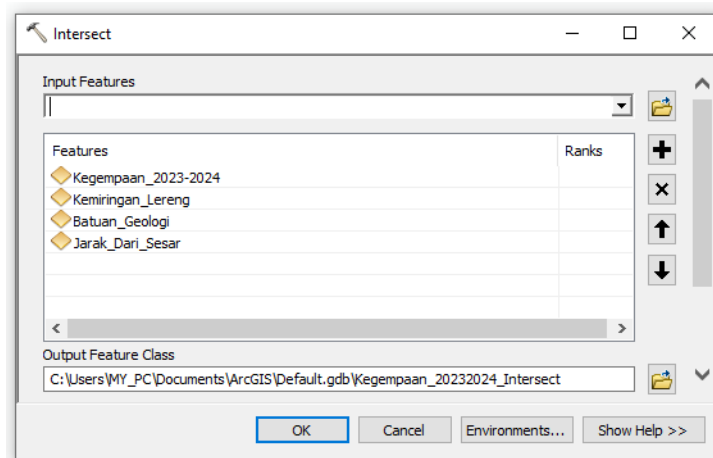 Intersect
Input Features
Features Ranks
Kegempaan_2023-2024
Kemiringan_Lereng
Batuan_Geologi
Jarak_Dari_Sesar
Output Feature Class
C:\Users\MY_PC\Documents\ArcGIS\Default.gdb\Kegempaan_20232024_Intersect
OK Cancel Environments... Show Help >>